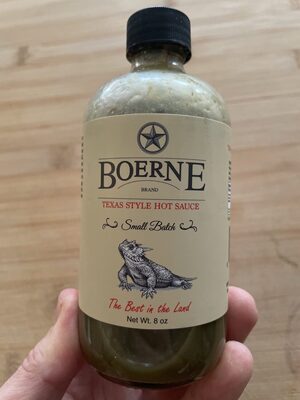 BOERNE
BRAND
TEXAS STYLE HOT SAUCE
Small Batch
The Best in the Land
Net Wt. 8 oz